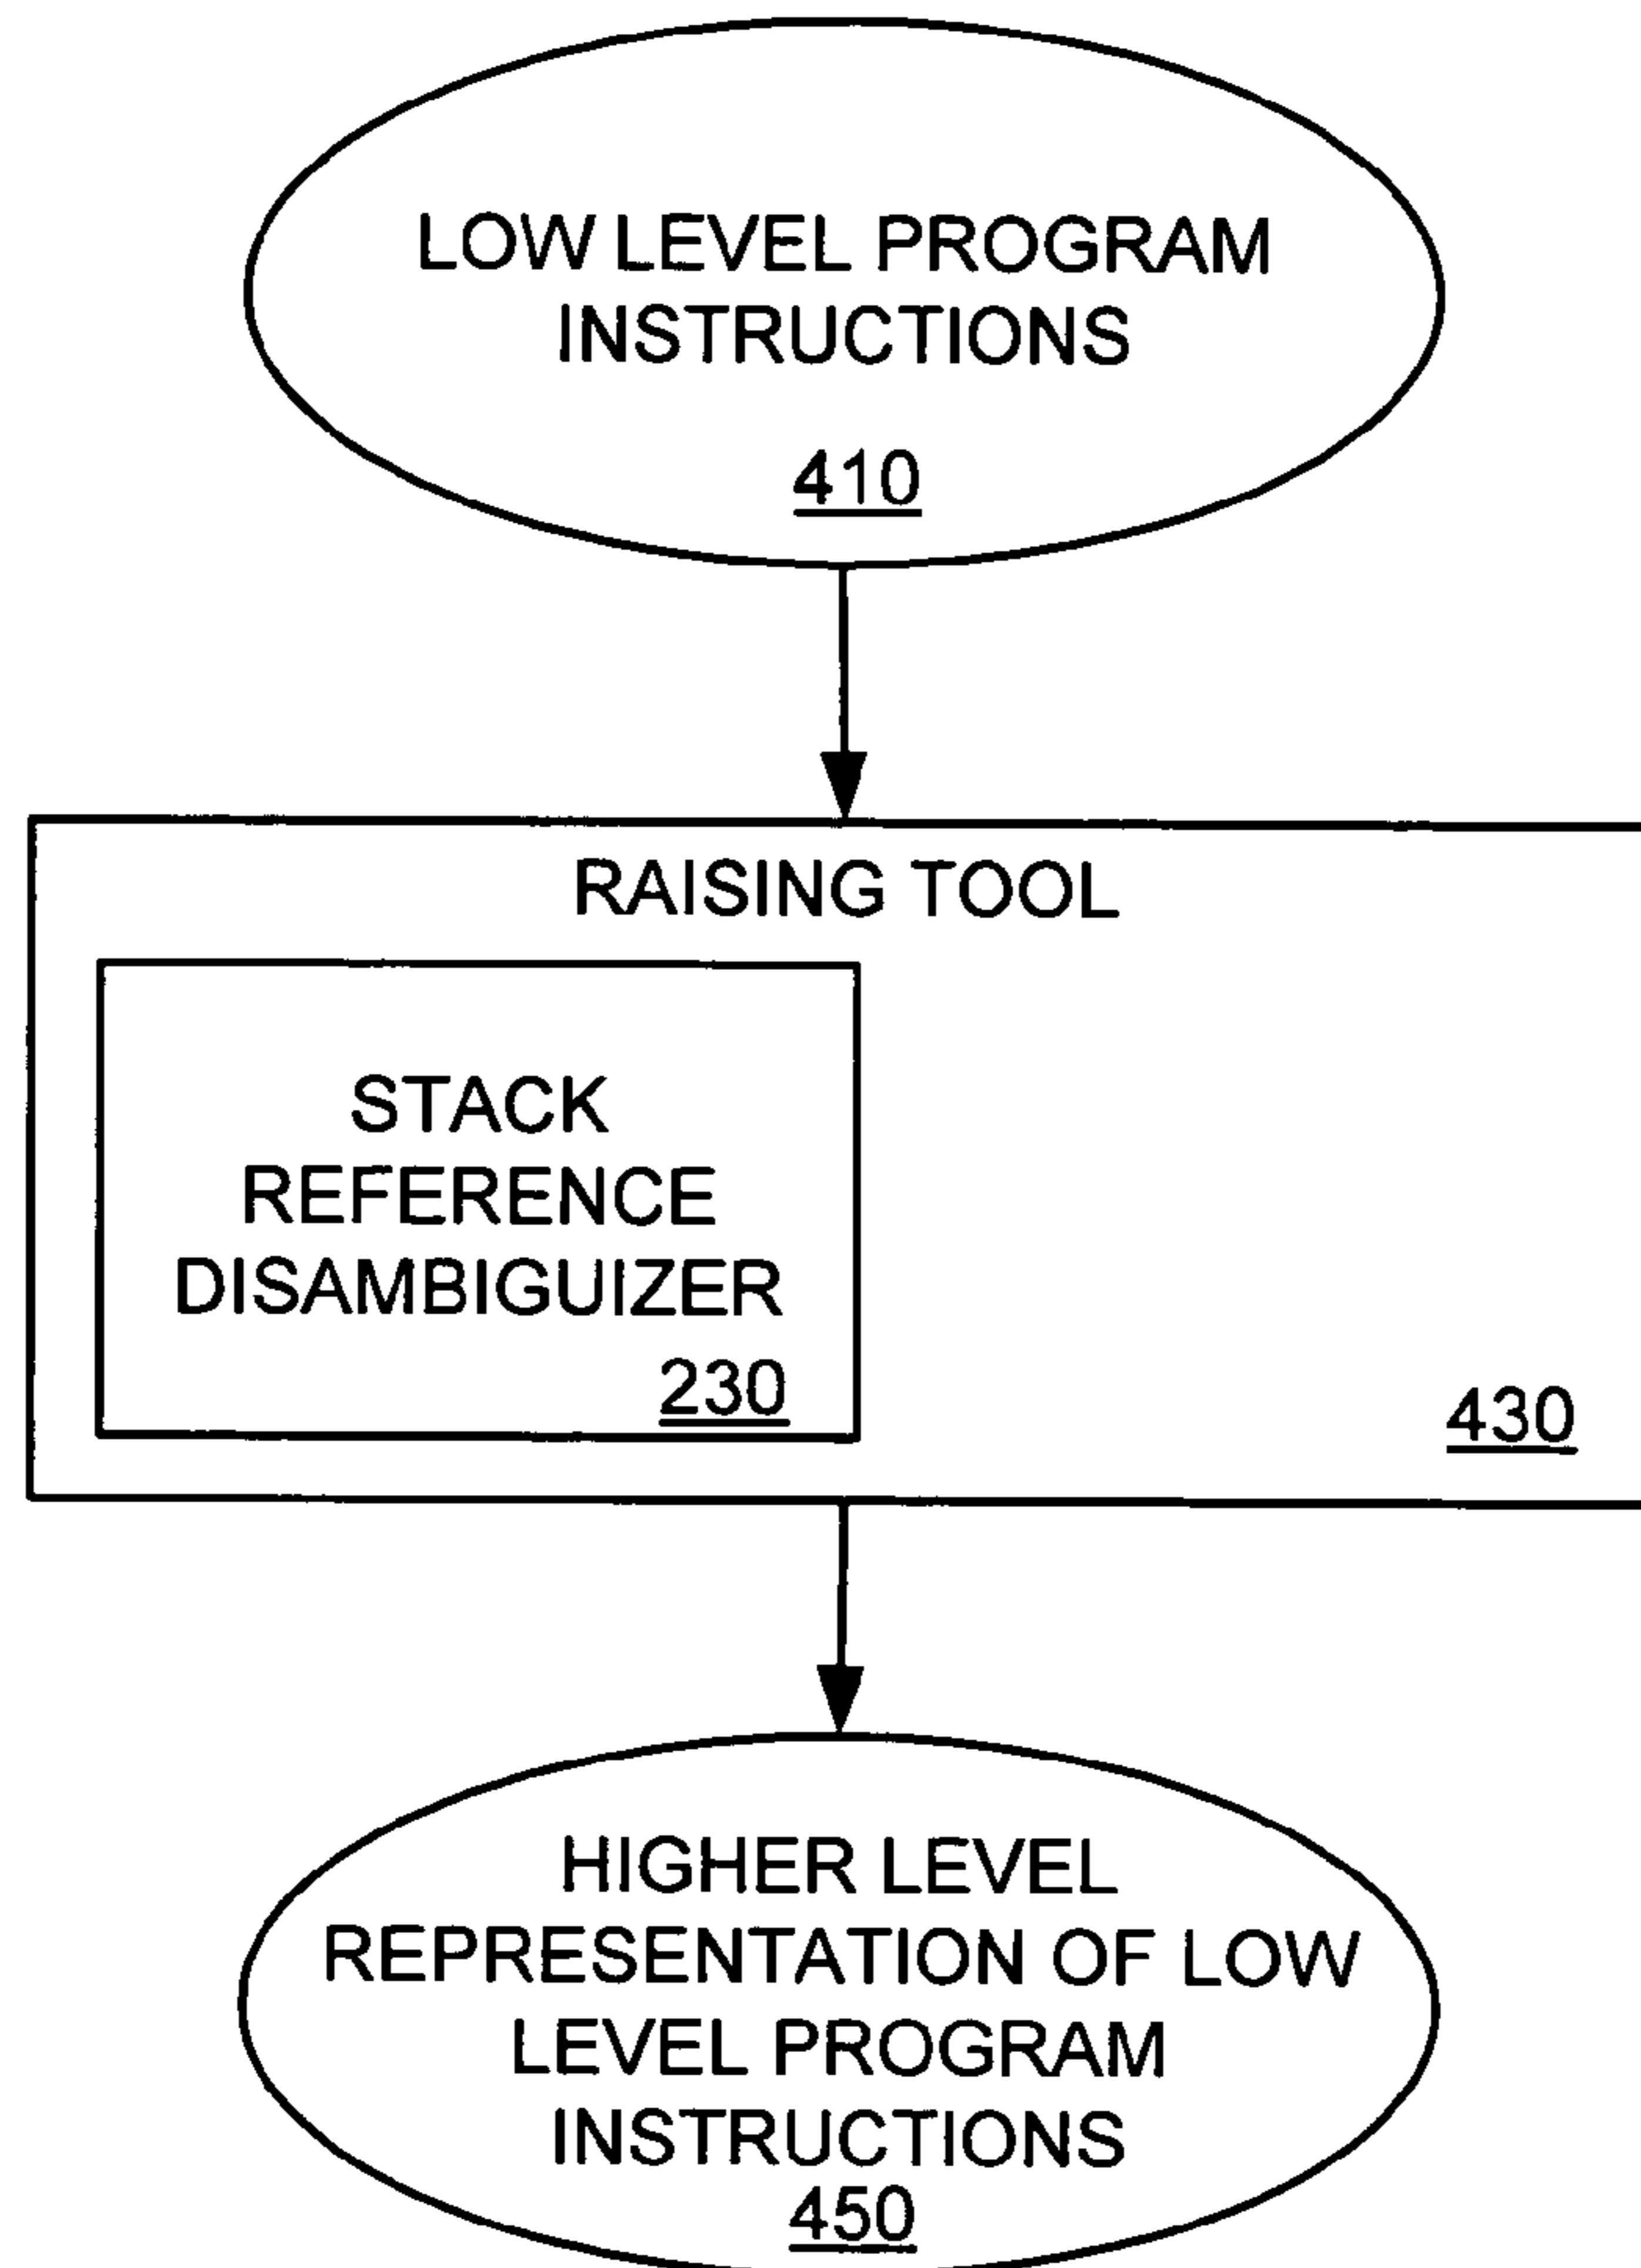 LOW LEVEL PROGRAM
INSTRUCTIONS
410
RAISING TOOL
STACK
REFERENCE
DISAMBIGUIZER
230
430
HIGHER LEVEL
REPRESENTATION OF LOW
LEVEL PROGRAM
INSTRUCTIONS
450